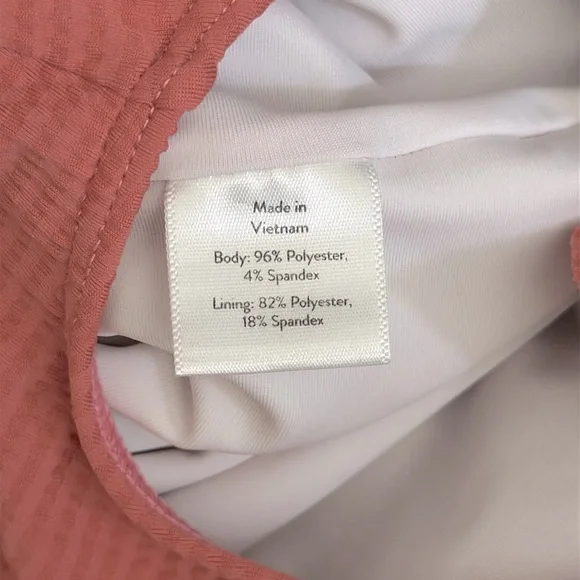 Made in
Vietnam
Body: 96% Polyester,
4% Spandex
Lining: 82% Polyester,
18% Spandex